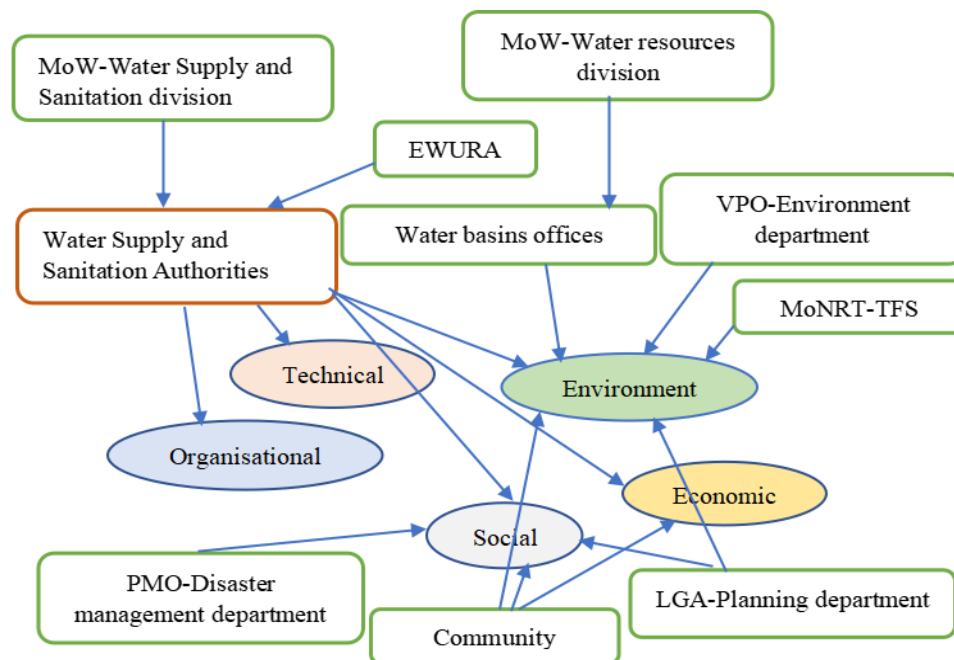 MoW-Water Supply and
Sanitation division
MoW-Water resources
division
EWURA
VPO-Environment
department
Water Supply and
Sanitation Authorities
Water basins offices
MoNRT-TFS
Technical
Environment
Organisational
Economic
Social
PMO-Disaster
management department
LGA-Planning department
Community